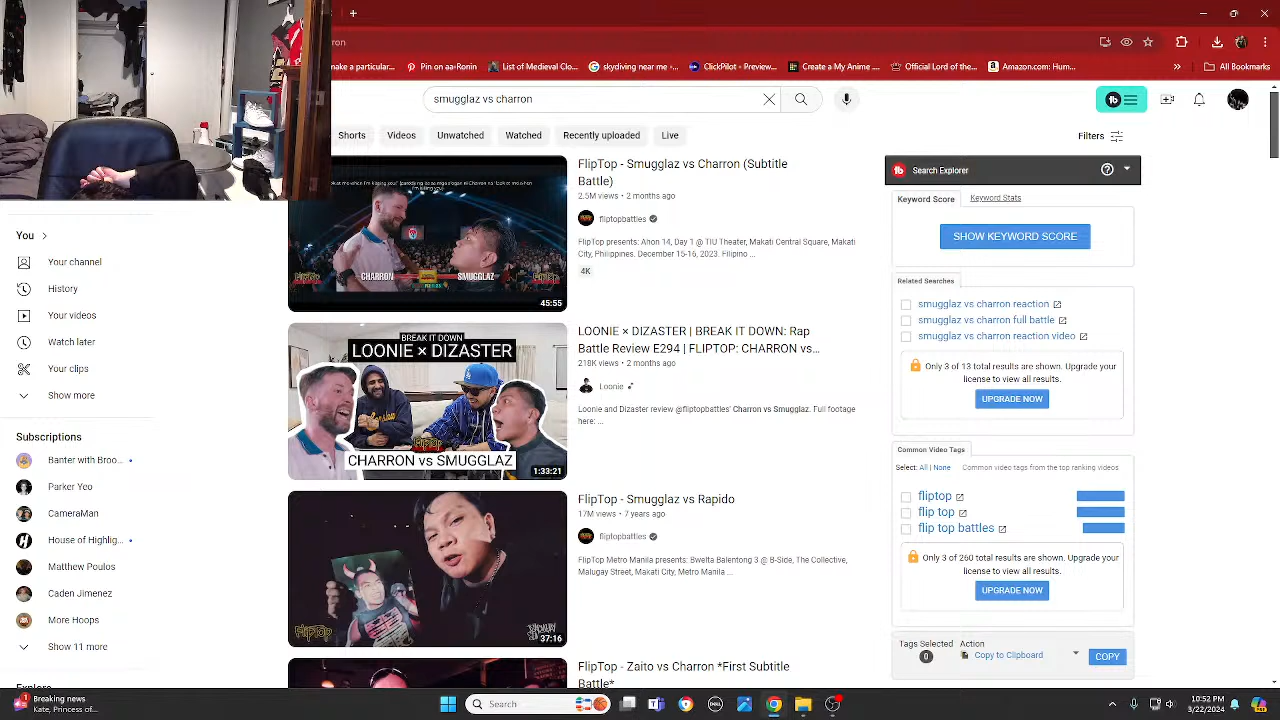 ron
make a particular...
Pin on aa-Ronin
List of Medieval Cloc...
skydiving near me -...
ClickPilot - Preview...
Create a My Anime ...
Official Lord of the...
Amazon.com: Hum...
All Bookmarks
smugglaz vs charron
Shorts
Videos
Unwatched
Watched
Recently uploaded
Live
Filters
You
Your channel
History
Your videos
Watch later
Your clips
Show more
Subscriptions
Banter with Broo...
Parker Yeo
CameraMan
House of Highlig...
Matthew Poulos
Caden Jimenez
More Hoops
Show 11 more
CHARRON
SMUGGLAZ
45:55
FlipTop - Smugglaz vs Charron (Subtitle
Battle)
2.5M views • 2 months ago
fliptopbattles
FlipTop presents: Ahon 14, Day 1 @ TIU Theater, Makati Central Square, Makati
City, Philippines. December 15-16, 2023. Filipino ...
4K
BREAK IT DOWN
LOONIE × DIZASTER
CHARRON vs SMUGGLAZ
1:33:21
LOONIE × DIZASTER | BREAK IT DOWN: Rap
Battle Review E294 | FLIPTOP: CHARRON vs...
218K views • 2 months ago
Loonie
Loonie and Dizaster review @fliptopbattles' Charron vs Smugglaz. Full footage
here: ...
FlipTop
37:16
FlipTop - Smugglaz vs Rapido
17M views • 7 years ago
fliptopbattles
FlipTop Metro Manila presents: Bwelta Balentong 3 @ B-Side, The Collective,
Malugay Street, Makati City, Metro Manila ...
FlipTop - Zaito vs Charron *First Subtitle
Battle*
Search Explorer
Keyword Score
Keyword Stats
SHOW KEYWORD SCORE
Related Searches
smugglaz vs charron reaction
smugglaz vs charron full battle
smugglaz vs charron reaction video
Only 3 of 13 total results are shown. Upgrade your
license to view all results.
UPGRADE NOW
Common Video Tags
Select: All | None
Common video tags from the top ranking videos
fliptop
flip top
flip top battles
Only 3 of 260 total results are shown. Upgrade your
license to view all results.
UPGRADE NOW
Tags Selected
Action
0
Copy to Clipboard
COPY
1
Breaking news
Kate, Princess of...
Search
10:52 PM
3/22/2024